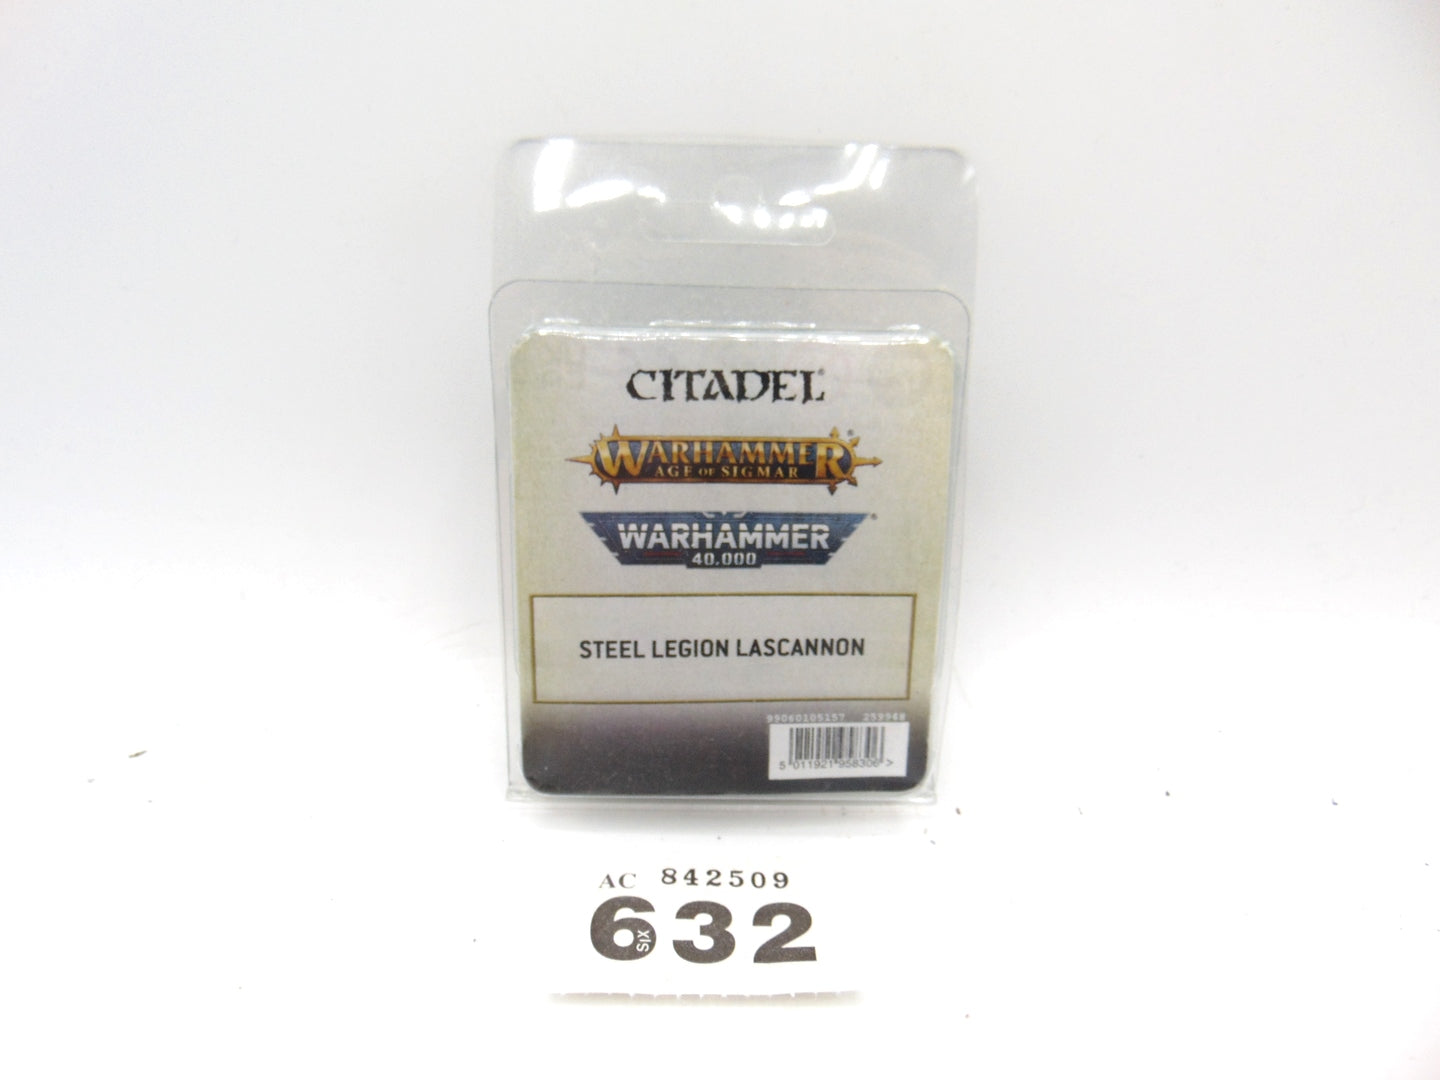 CITADEL®
WARHAMMER®
AGE OF SIGMAR
WARHAMMER®
40,000
STEEL LEGION LASCANNON
99060105157 259948
5 011921 958306 >
AC 842509
632
SIX